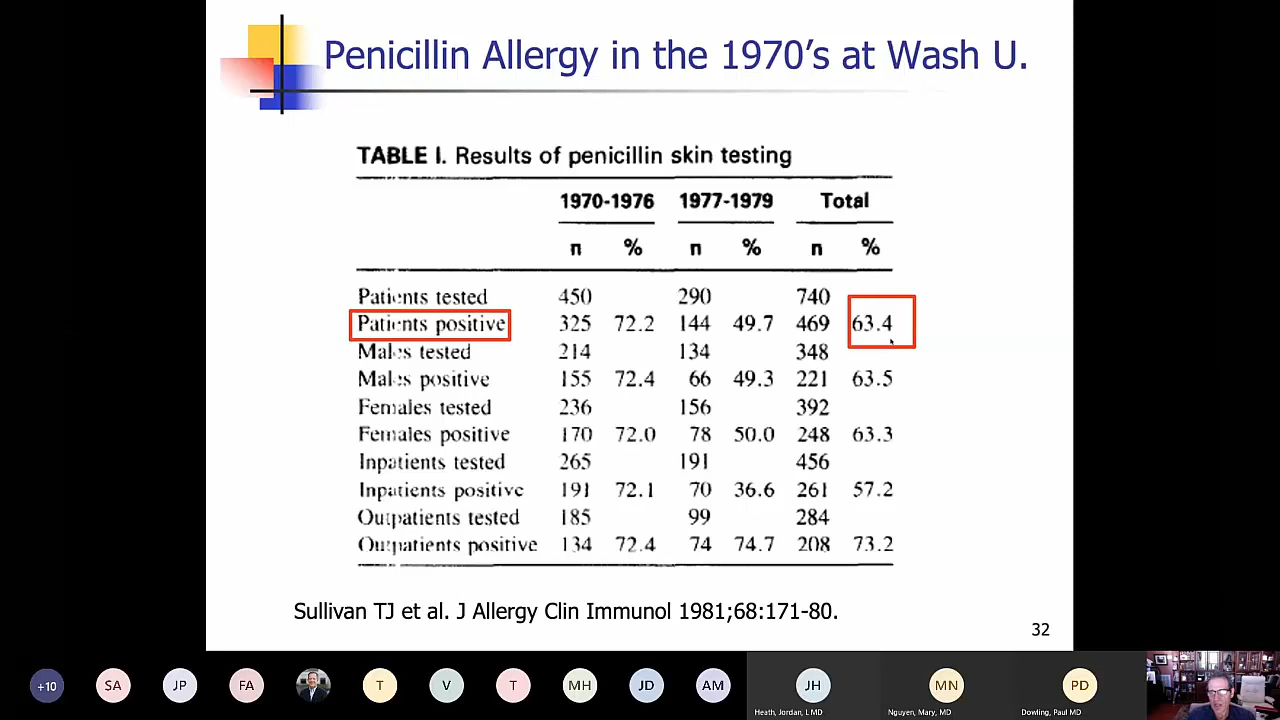 Penicillin Allergy in the 1970's at Wash U.
TABLE I. Results of penicillin skin testing
1970-1976 1977-1979 Total
n % n % n %
Patients tested 450 290 740
Patients positive 325 72.2 144 49.7 469 63.4
Males tested 214 134 348
Males positive 155 72.4 66 49.3 221 63.5
Females tested 236 156 392
Females positive 170 72.0 78 50.0 248 63.3
Inpatients tested 265 191 456
Inpatients positive 191 72.1 70 36.6 261 57.2
Outpatients tested 185 99 284
Outpatients positive 134 72.4 74 74.7 208 73.2
Sullivan TJ et al. J Allergy Clin Immunol 1981;68:171-80.
32
+10 SA JP FA T V T MH JD AM JH MN PD
Heath, Jordan, L MD Nguyen, Mary, MD Dowling, Paul MD